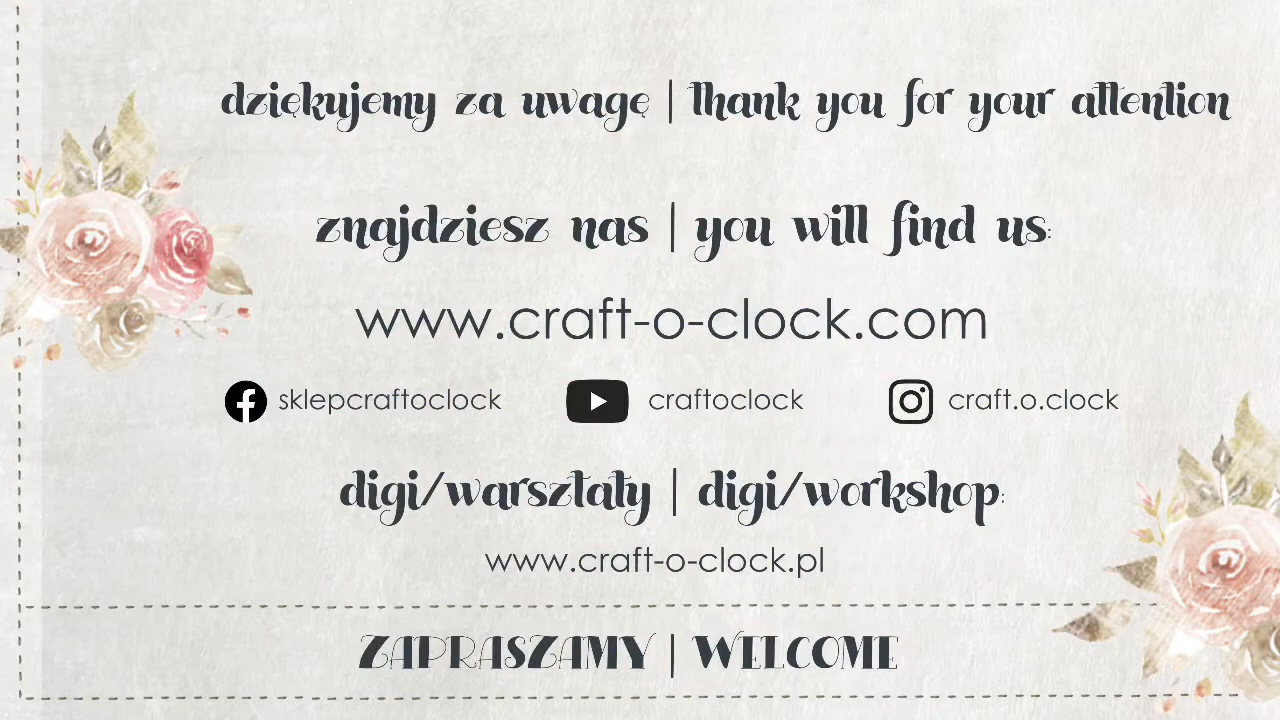 dziękujemy za uwagę | thank you for your attention
znajdziesz nas | you will find us:
www.craft-o-clock.com
sklepcraftoclock craftoclock craft.o.clock
digi/warsztaty | digi/workshop:
www.craft-o-clock.pl
ZAPRASZAMY | WELCOME